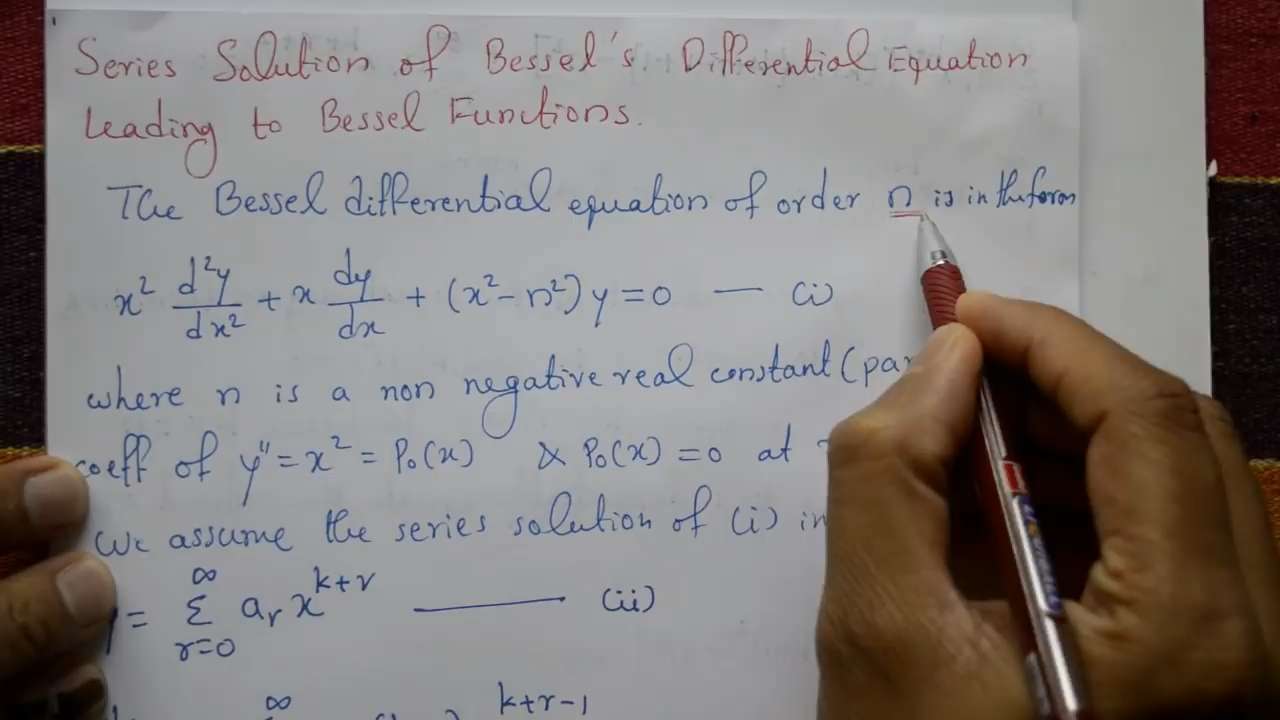 Series Solution of Bessel's Differential Equation
leading to Bessel Functions.
The Bessel differential equation of order n is in the form
x² d²y/dx² + x dy/dx + (x² - n²) y = 0 — (i)
where n is a non negative real constant (par
coeff of y" = x² = P₀(x) & P₀(x) = 0 at
We assume the series solution of (i) in
= ∞ Σ r=0 aᵣ x^{k+r} — (ii)
∞ k+r-1